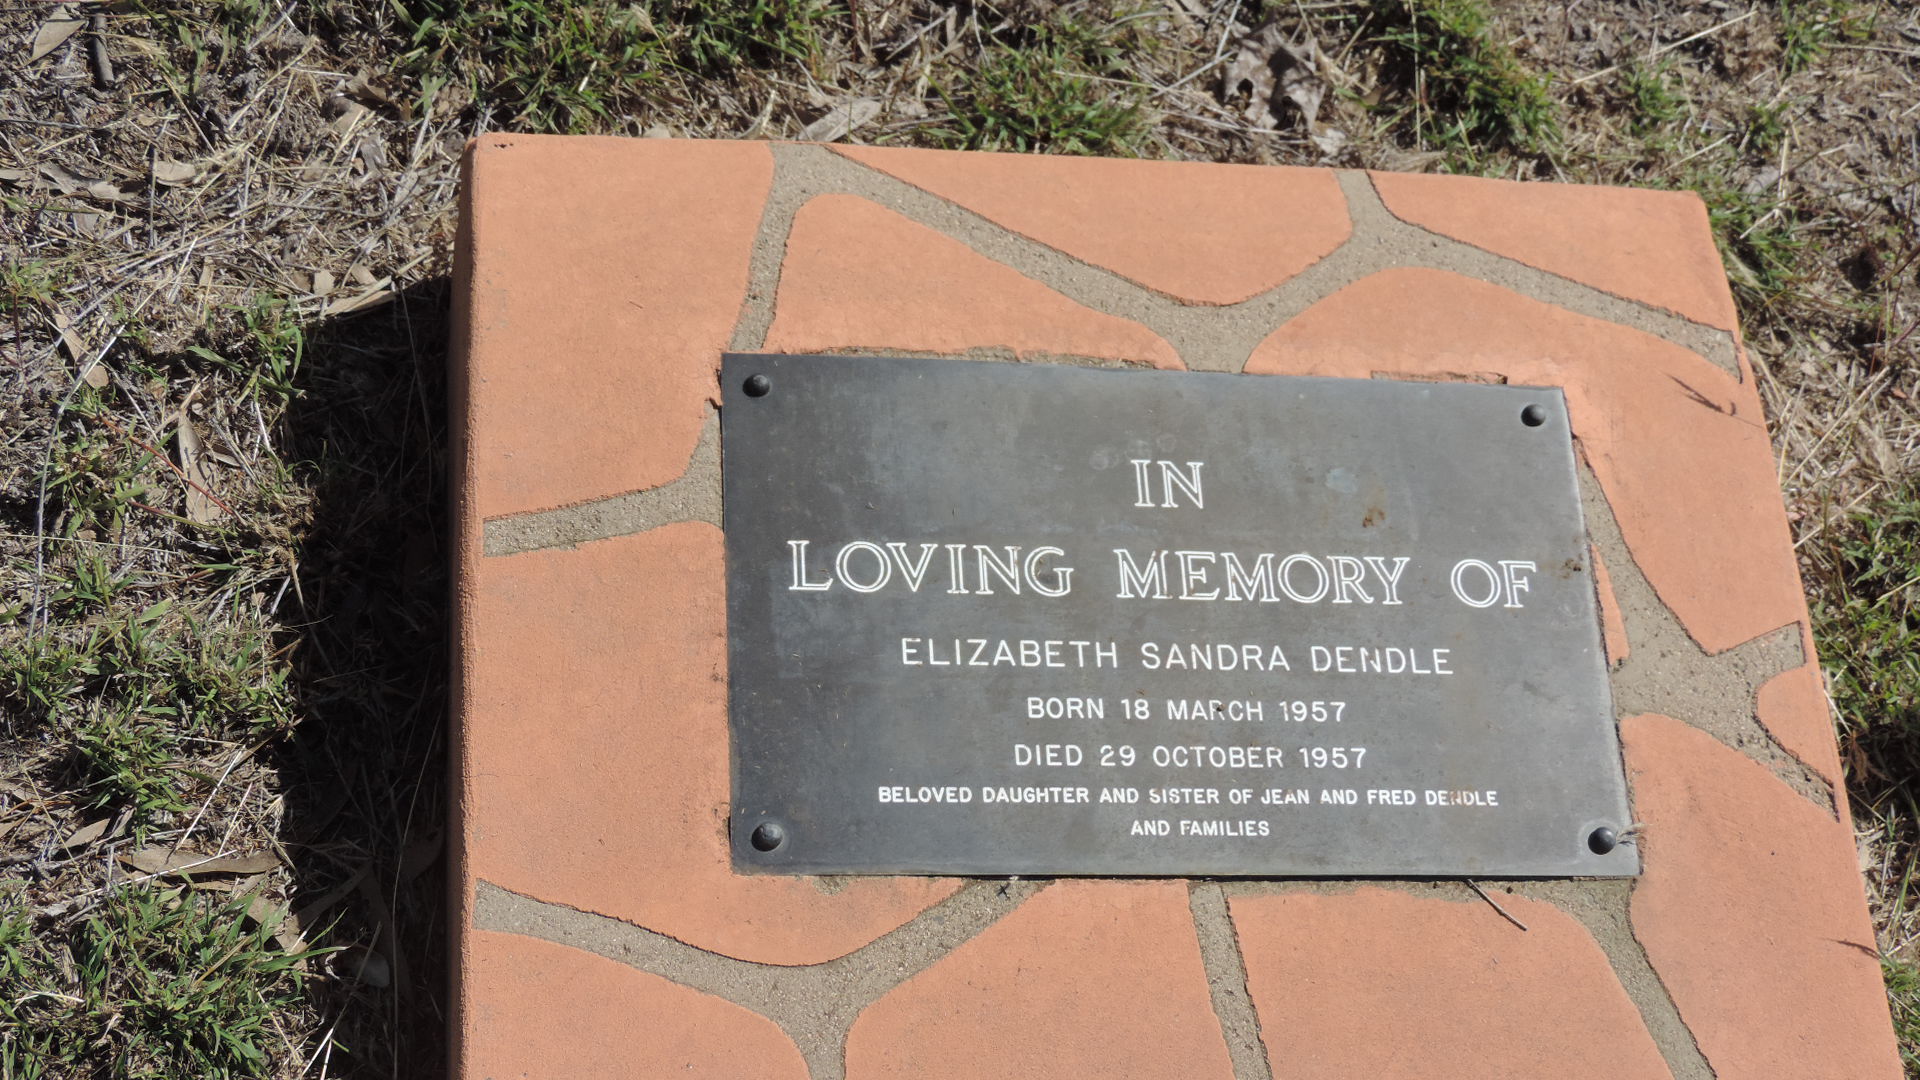 IN
LOVING MEMORY OF
ELIZABETH SANDRA DENDLE
BORN 18 MARCH 1957
DIED 29 OCTOBER 1957
BELOVED DAUGHTER AND SISTER OF JEAN AND FRED DENDLE
AND FAMILIES